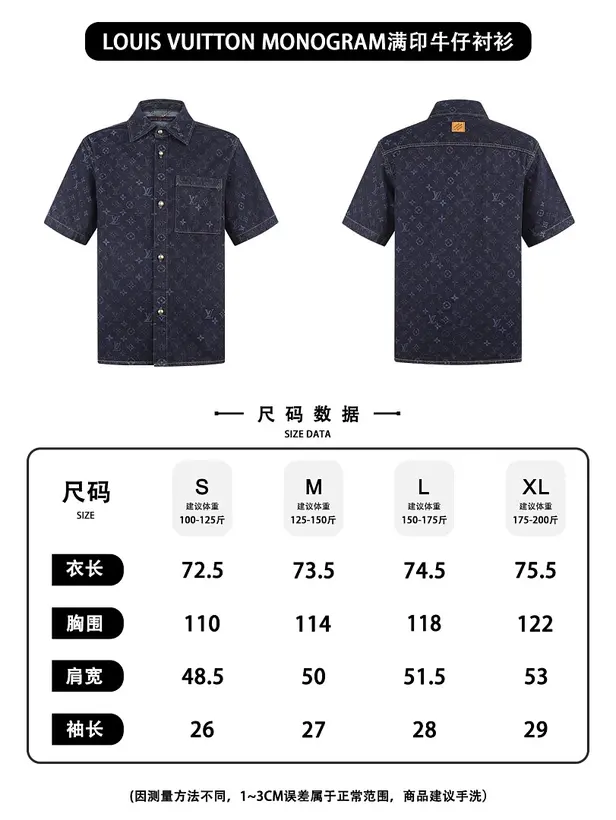 LOUIS VUITTON MONOGRAM满印牛仔衬衫
尺码数据
SIZE DATA
尺码 S M L XL
SIZE 建议体重 建议体重 建议体重 建议体重
100-125斤 125-150斤 150-175斤 175-200斤
衣长 72.5 73.5 74.5 75.5
胸围 110 114 118 122
肩宽 48.5 50 51.5 53
袖长 26 27 28 29
(因测量方法不同，1~3CM误差属于正常范围，商品建议手洗)